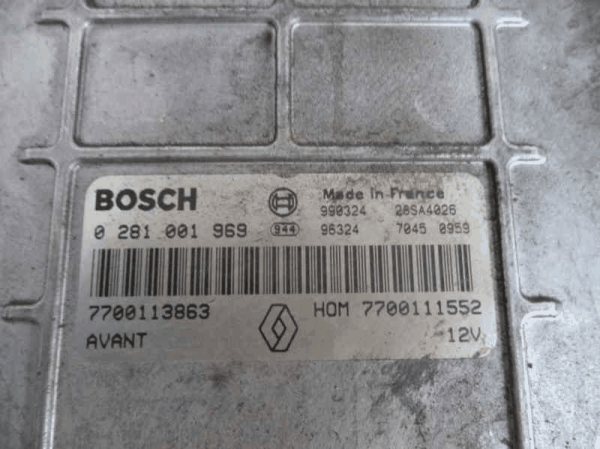 BOSCH
Made in France
990324 28SA4026
0 281 001 969 944 96324 7045 0959
7700113863 HOM 7700111552
AVANT 12V